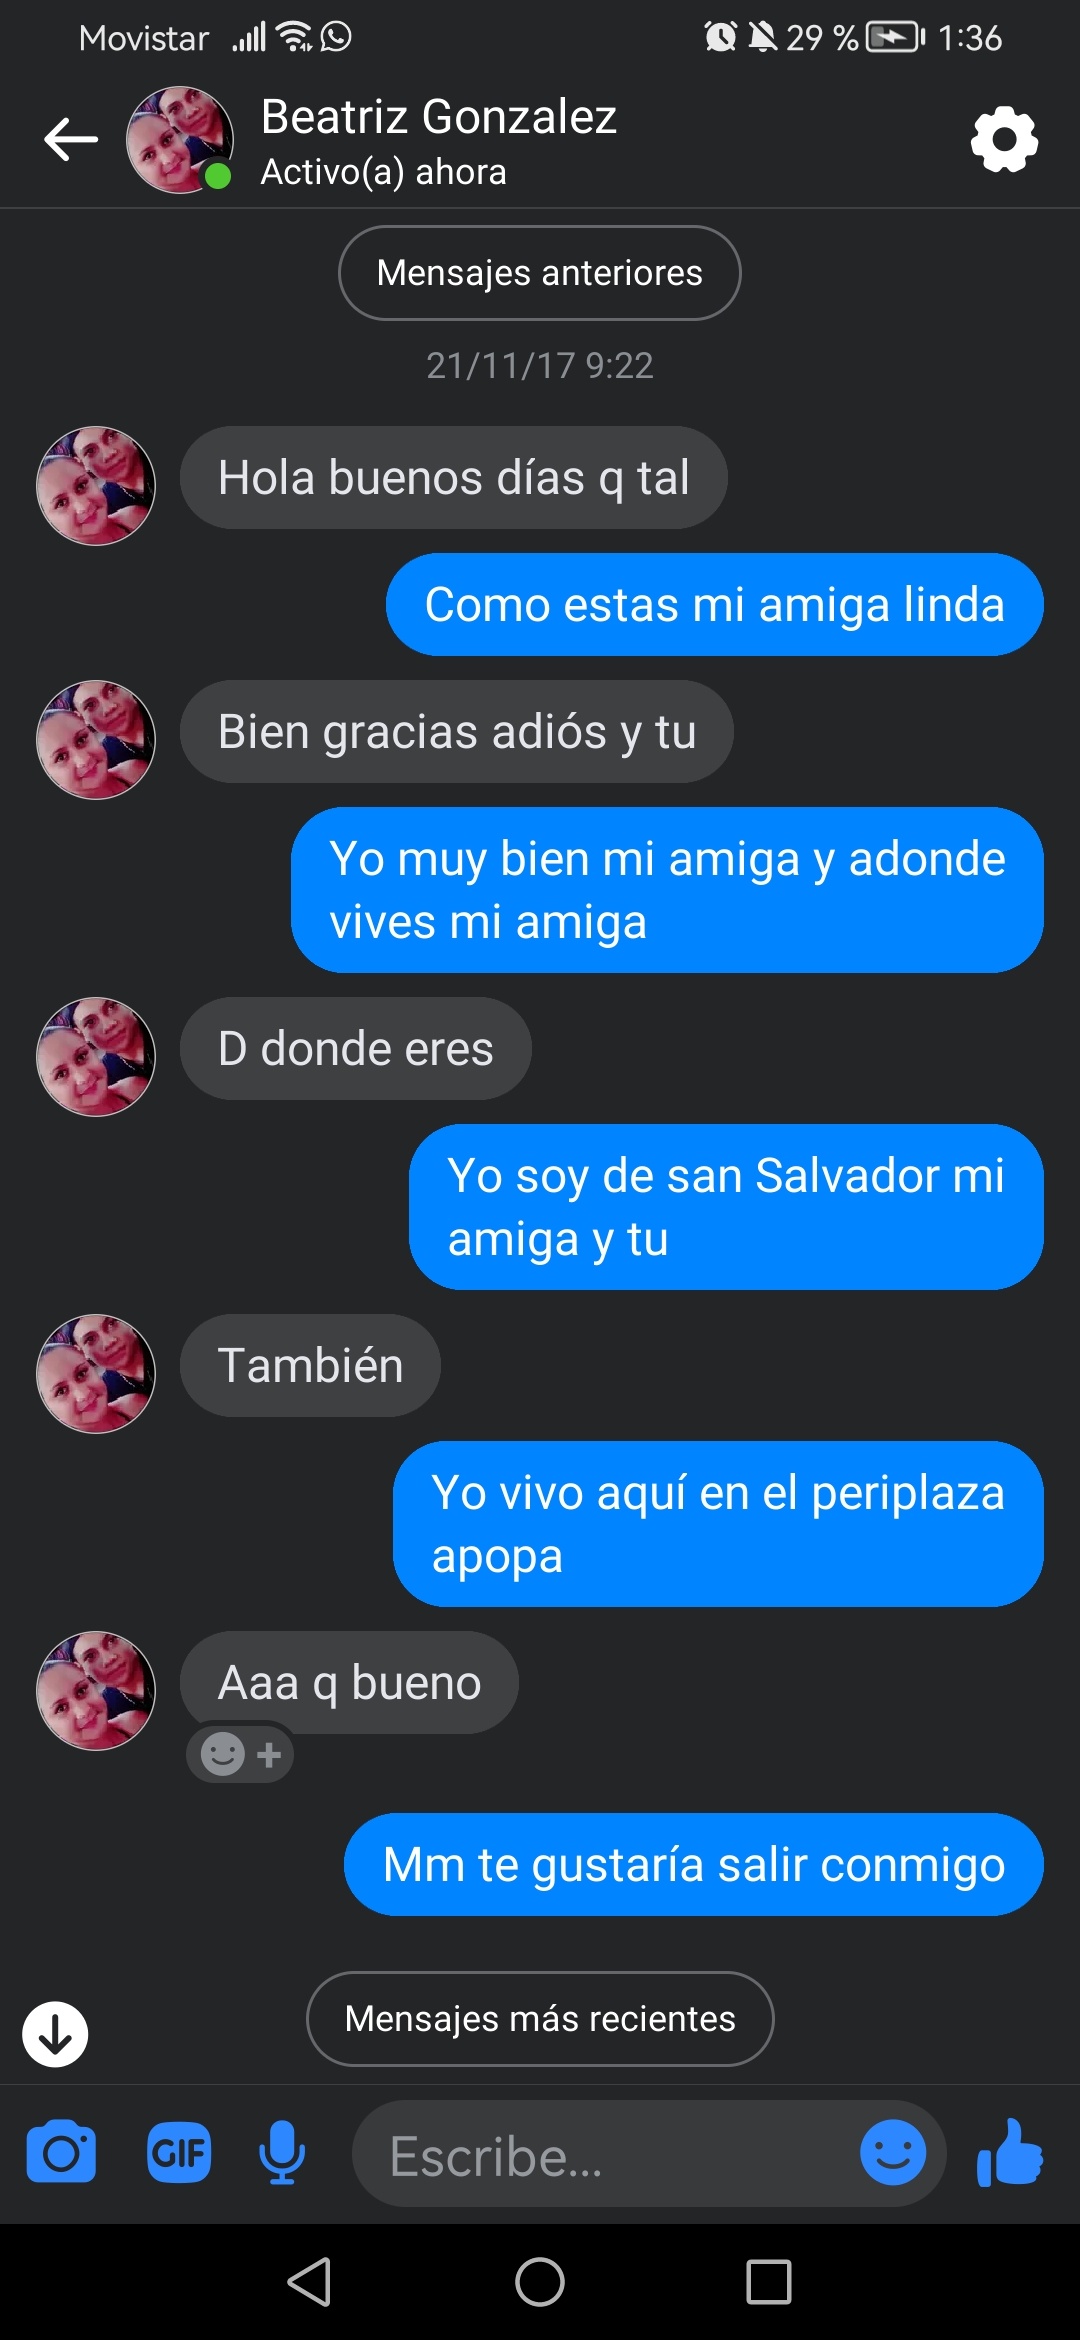 Movistar 29 % 1:36
Beatriz Gonzalez
Activo(a) ahora
Mensajes anteriores
21/11/17 9:22
Hola buenos días q tal
Como estas mi amiga linda
Bien gracias adiós y tu
Yo muy bien mi amiga y adonde
vives mi amiga
D donde eres
Yo soy de san Salvador mi
amiga y tu
También
Yo vivo aquí en el periplaza
apopa
Aaa q bueno
Mm te gustaría salir conmigo
Mensajes más recientes
GIF
Escribe...